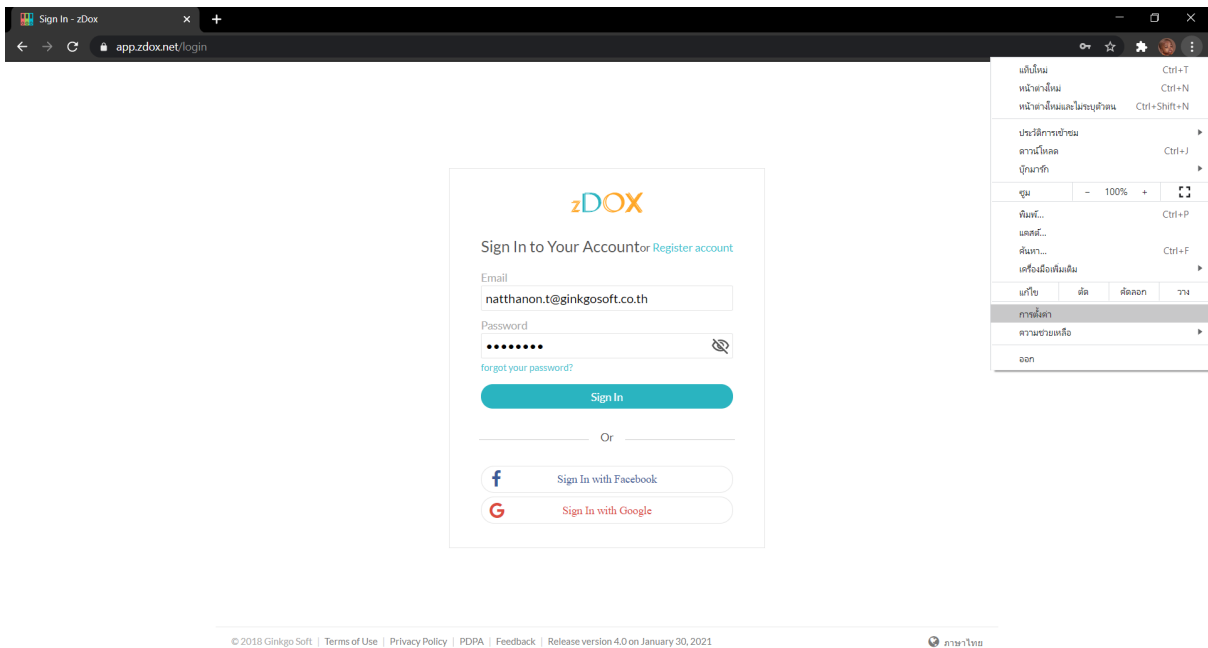 Sign In - zDox
app.zdox.net/login
แท็บใหม่ Ctrl+T
หน้าต่างใหม่ Ctrl+N
หน้าต่างใหม่และไม่ระบุตัวตน Ctrl+Shift+N
ประวัติการเข้าชม
ดาวน์โหลด Ctrl+J
บุ๊กมาร์ก
ซูม - 100% +
พิมพ์... Ctrl+P
แคสต์...
ค้นหา... Ctrl+F
เครื่องมือเพิ่มเติม
แก้ไข ตัด คัดลอก วาง
การตั้งค่า
ความช่วยเหลือ
ออก
zDOX
Sign In to Your Accountor Register account
Email
natthanon.t@ginkgosoft.co.th
Password
••••••••
forgot your password?
Sign In
Or
f Sign In with Facebook
G Sign In with Google
© 2018 Ginkgo Soft | Terms of Use | Privacy Policy | PDPA | Feedback | Release version 4.0 on January 30, 2021 ภาษาไทย